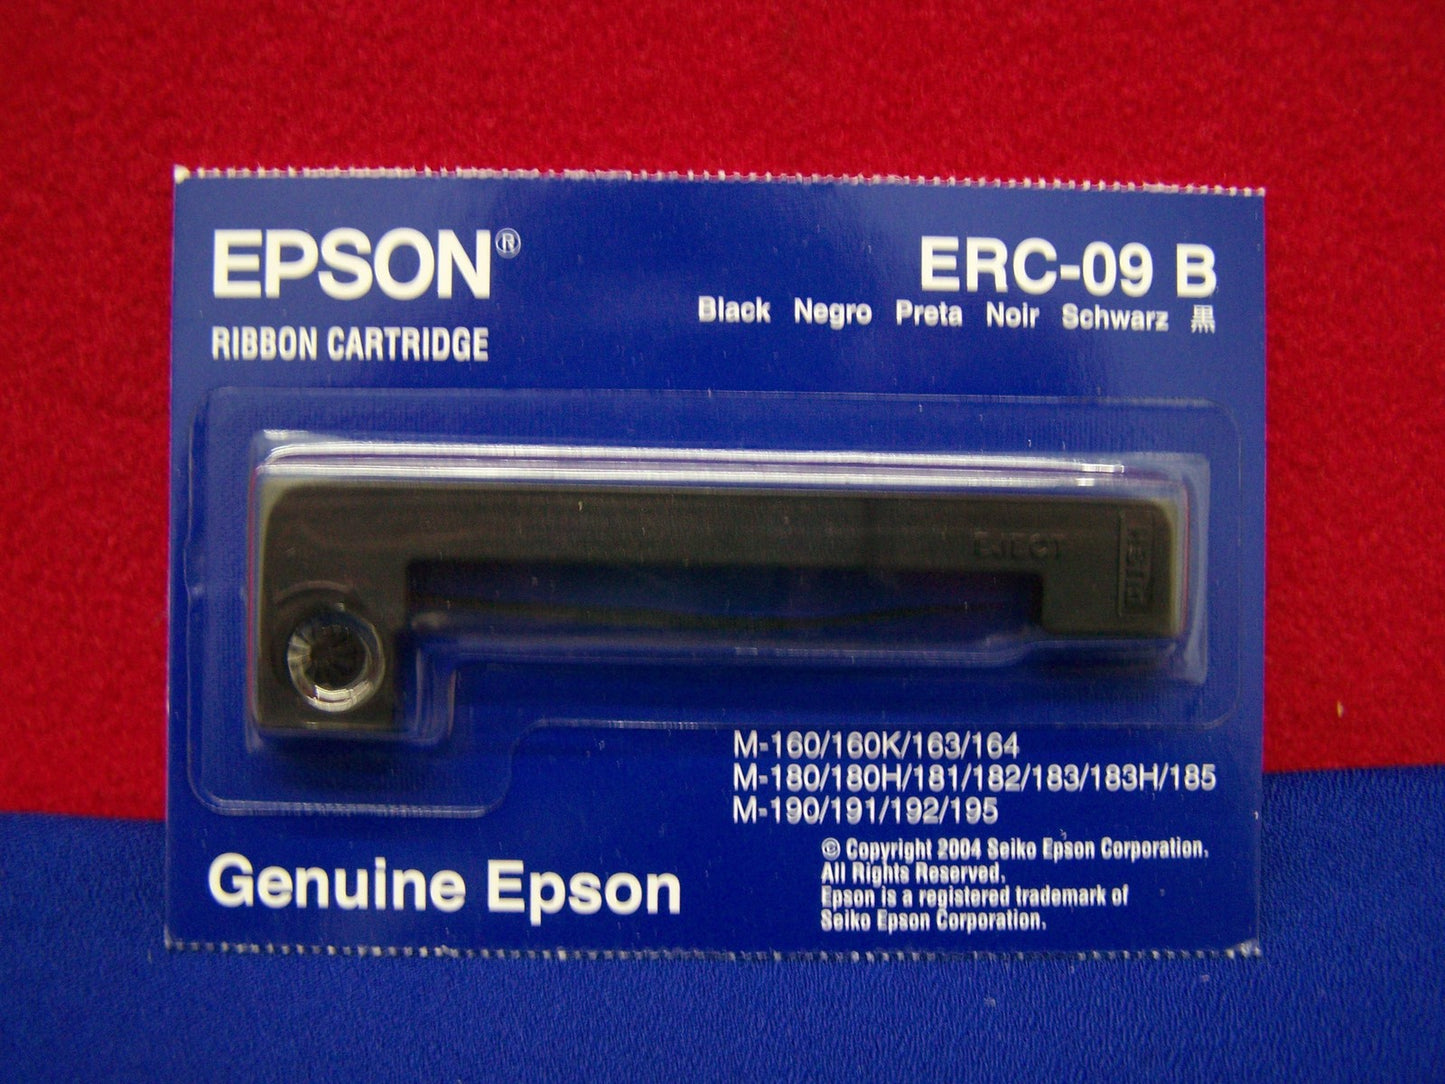 EPSON®
ERC-09 B
Black Negro Preta Noir Schwarz 黒
RIBBON CARTRIDGE
EJECT
PUSH
M-160/160K/163/164
M-180/180H/181/182/183/183H/185
M-190/191/192/195
Genuine Epson
© Copyright 2004 Seiko Epson Corporation.
All Rights Reserved.
Epson is a registered trademark of
Seiko Epson Corporation.